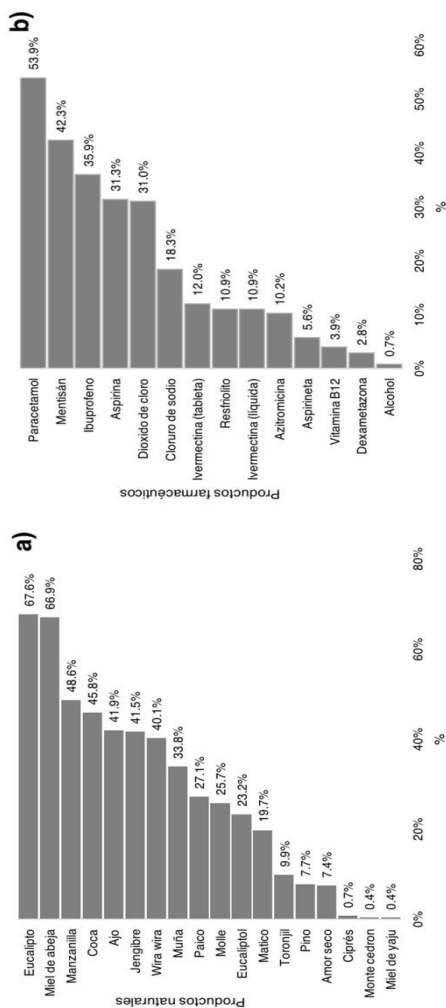 a)
Productos naturales
Eucalipto 67.6%
Miel de abeja 66.9%
Manzanilla 48.6%
Coca 45.8%
Ajo 41.9%
Jengibre 41.5%
Wira wira 40.1%
Muña 33.8%
Paico 27.1%
Molle 25.7%
Eucaliptol 23.2%
Matico 19.7%
Toronjil 9.9%
Pino 7.7%
Amor seco 7.4%
Ciprés 0.7%
Monte cedron 0.4%
Miel de yaju 0.4%
0% 20% 40% 60% 80%
%
b)
Productos farmacéuticos
Paracetamol 53.9%
Mentisán 42.3%
Ibuprofeno 35.9%
Aspirina 31.3%
Dioxido de cloro 31.0%
Cloruro de sodio 18.3%
Ivermectina (tableta) 12.0%
Resfriolito 10.9%
Ivermectina (líquida) 10.9%
Azitromicina 10.2%
Aspirineta 5.6%
Vitamina B12 3.9%
Dexametazona 2.8%
Alcohol 0.7%
0% 10% 20% 30% 40% 50% 60%
%